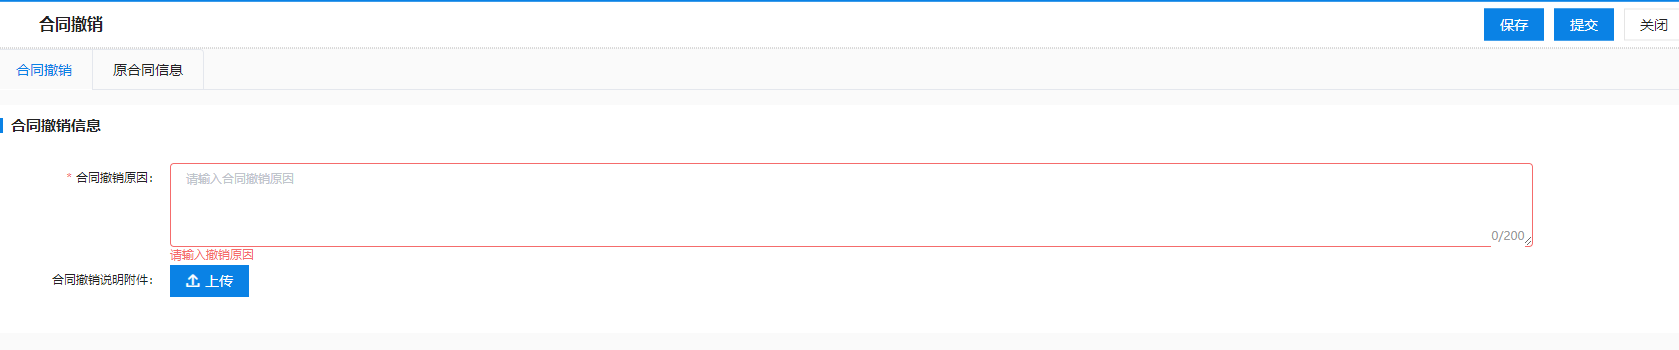 合同撤销
保存 提交 关闭
合同撤销 原合同信息
合同撤销信息
* 合同撤销原因：
请输入合同撤销原因
0/200
请输入撤销原因
合同撤销说明附件：
上传